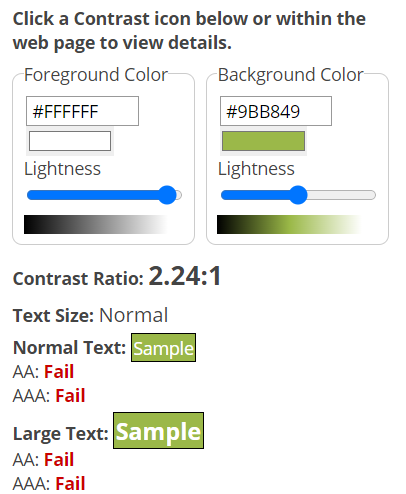 Click a Contrast icon below or within the
web page to view details.
Foreground Color
Background Color
#FFFFFF
#9BB849
Lightness
Lightness
Contrast Ratio: 2.24:1
Text Size: Normal
Normal Text: Sample
AA: Fail
AAA: Fail
Large Text: Sample
AA: Fail
AAA: Fail